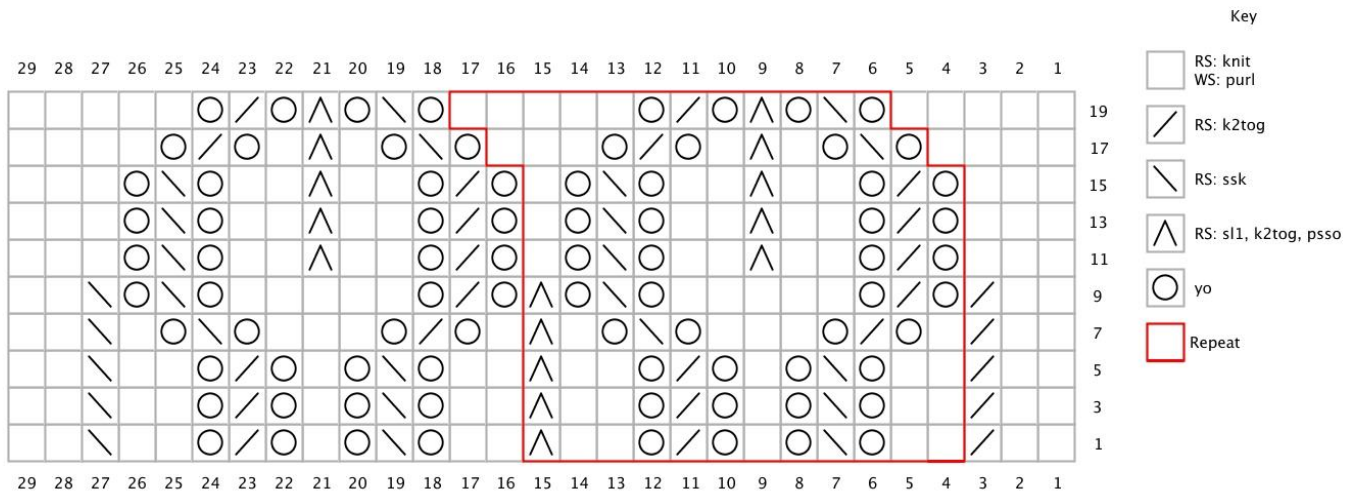 Key
29 28 27 26 25 24 23 22 21 20 19 18 17 16 15 14 13 12 11 10 9 8 7 6 5 4 3 2 1
RS: knit
WS: purl
19
RS: k2tog
17
RS: ssk
15
13
RS: sl1, k2tog, psso
11
yo
9
Repeat
7
5
3
1
29 28 27 26 25 24 23 22 21 20 19 18 17 16 15 14 13 12 11 10 9 8 7 6 5 4 3 2 1